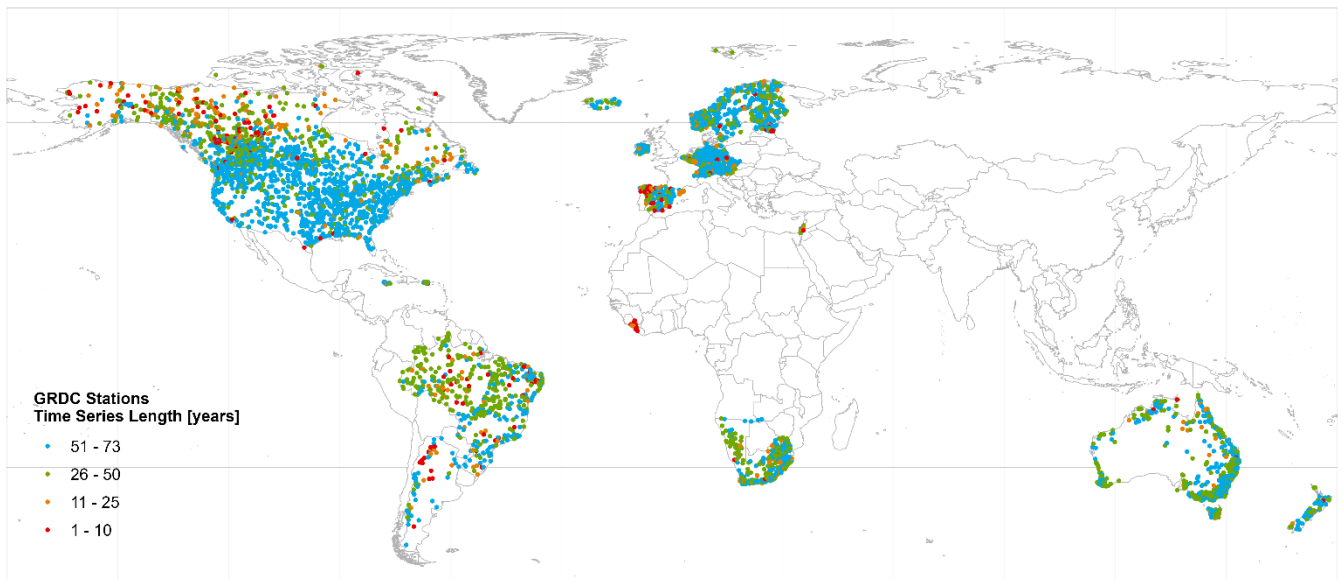 GRDC Stations
Time Series Length [years]
51 - 73
26 - 50
11 - 25
1 - 10